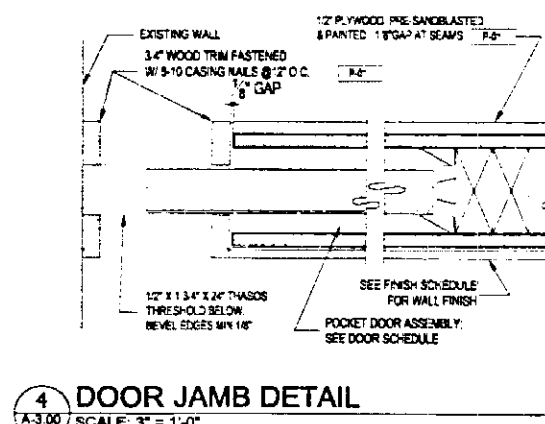 EXISTING WALL
3/4" WOOD TRIM FASTENED
W/ 5-10 CASING NAILS @ 12" O.C.
1/8" GAP
1/2" PLYWOOD PRE-SANDBLASTED
& PAINTED 1/8" GAP AT SEAMS
1/2" X 1 3/4" X 24" THASOS
THRESHOLD BELOW.
BEVEL EDGES MIN 1/8"
SEE FINISH SCHEDULE
FOR WALL FINISH
POCKET DOOR ASSEMBLY;
SEE DOOR SCHEDULE
4 DOOR JAMB DETAIL
A-3.00 SCALE: 3" = 1'-0"